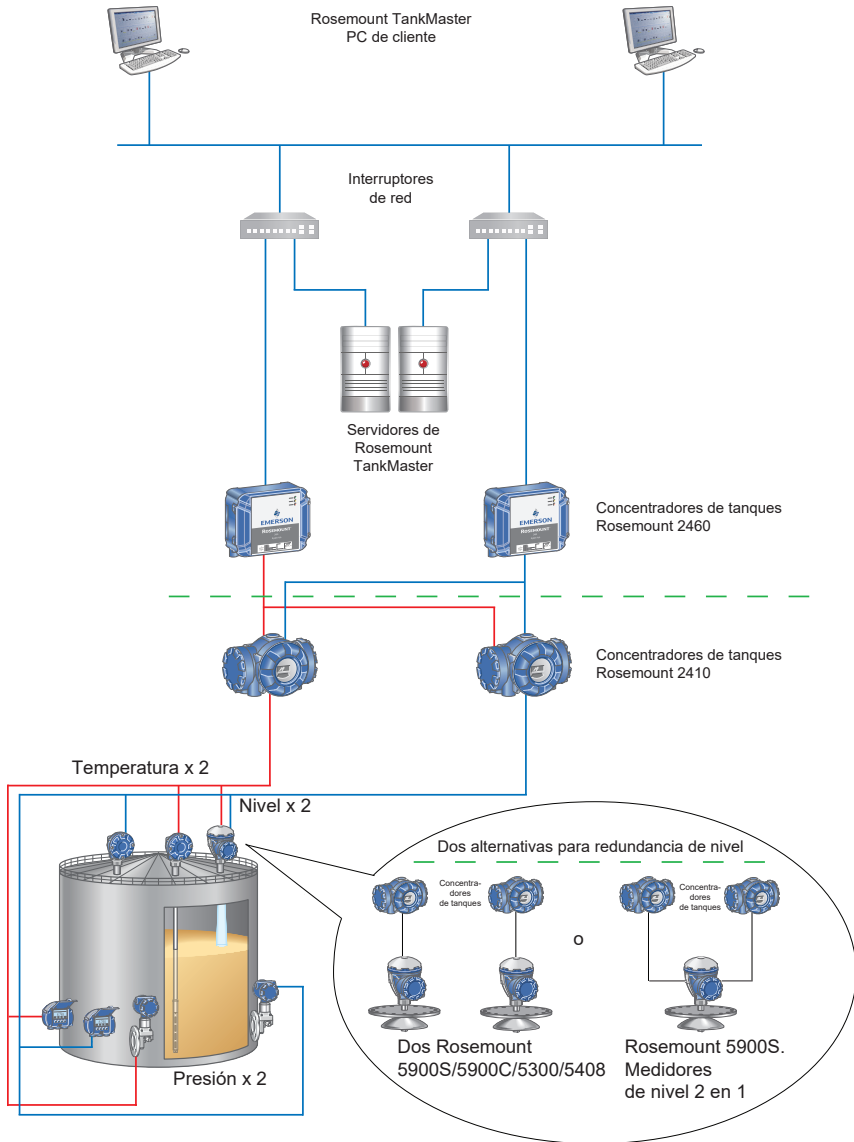 Rosemount TankMaster
PC de cliente
Interruptores
de red
Servidores de
Rosemount
TankMaster
EMERSON
ROSEMOUNT
EMERSON
ROSEMOUNT
Concentradores de tanques
Rosemount 2460
Concentradores de tanques
Rosemount 2410
Temperatura x 2
Nivel x 2
Presión x 2
Dos alternativas para redundancia de nivel
Concentra-
dores
de tanques
Concentra-
dores
de tanques
o
Dos Rosemount
5900S/5900C/5300/5408
Rosemount 5900S.
Medidores
de nivel 2 en 1